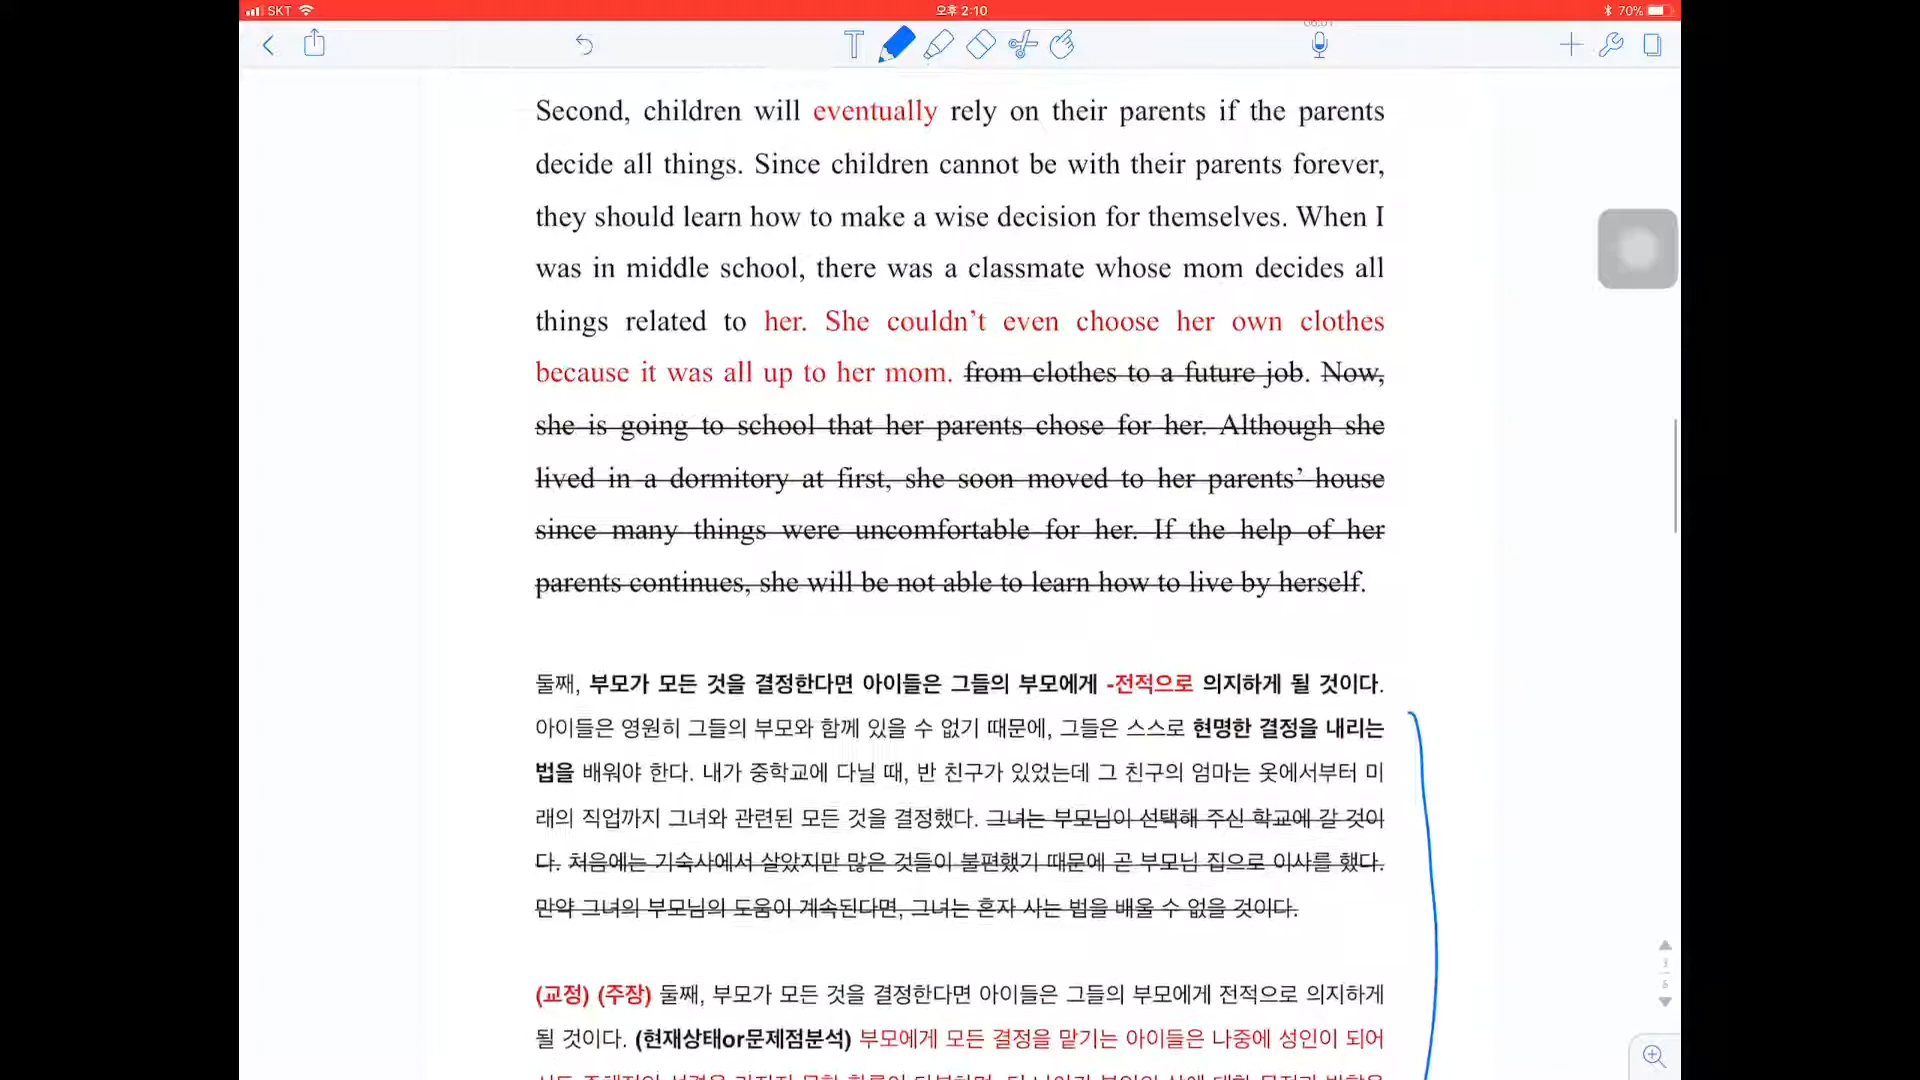 SKT 오후 2:10 70%
T
Second, children will eventually rely on their parents if the parents
decide all things. Since children cannot be with their parents forever,
they should learn how to make a wise decision for themselves. When I
was in middle school, there was a classmate whose mom decides all
things related to her. She couldn't even choose her own clothes
because it was all up to her mom. from clothes to a future job. Now,
she is going to school that her parents chose for her. Although she
lived in a dormitory at first, she soon moved to her parents' house
since many things were uncomfortable for her. If the help of her
parents continues, she will be not able to learn how to live by herself.
둘째, 부모가 모든 것을 결정한다면 아이들은 그들의 부모에게 -전적으로 의지하게 될 것이다.
아이들은 영원히 그들의 부모와 함께 있을 수 없기 때문에, 그들은 스스로 현명한 결정을 내리는
법을 배워야 한다. 내가 중학교에 다닐 때, 반 친구가 있었는데 그 친구의 엄마는 옷에서부터 미
래의 직업까지 그녀와 관련된 모든 것을 결정했다. 그녀는 부모님이 선택해 주신 학교에 갈 것이
다. 처음에는 기숙사에서 살았지만 많은 것들이 불편했기 때문에 곧 부모님 집으로 이사를 했다.
만약 그녀의 부모님의 도움이 계속된다면, 그녀는 혼자 사는 법을 배울 수 없을 것이다.
(교정) (주장) 둘째, 부모가 모든 것을 결정한다면 아이들은 그들의 부모에게 전적으로 의지하게
될 것이다. (현재상태or문제점분석) 부모에게 모든 결정을 맡기는 아이들은 나중에 성인이 되어